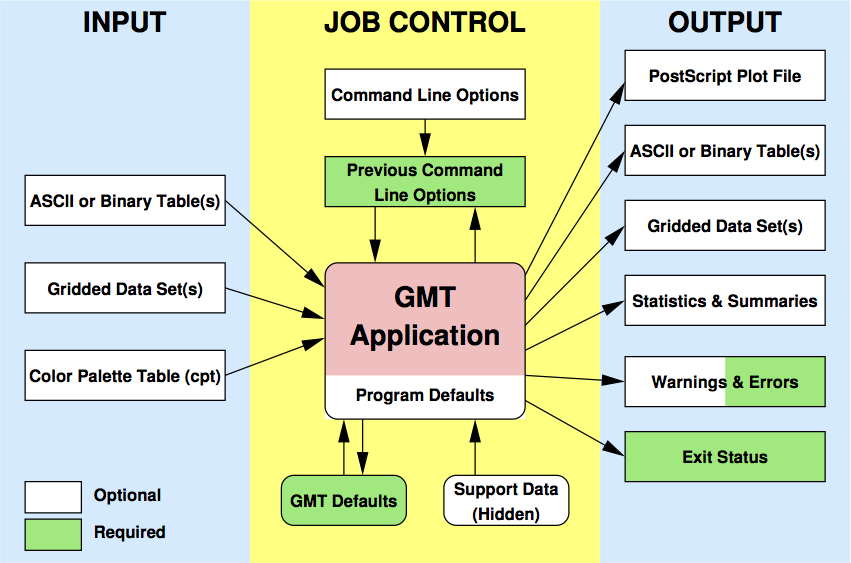 INPUT
JOB CONTROL
OUTPUT
ASCII or Binary Table(s)
Gridded Data Set(s)
Color Palette Table (cpt)
Optional
Required
Command Line Options
Previous Command
Line Options
GMT
Application
Program Defaults
GMT Defaults
Support Data
(Hidden)
PostScript Plot File
ASCII or Binary Table(s)
Gridded Data Set(s)
Statistics & Summaries
Warnings & Errors
Exit Status